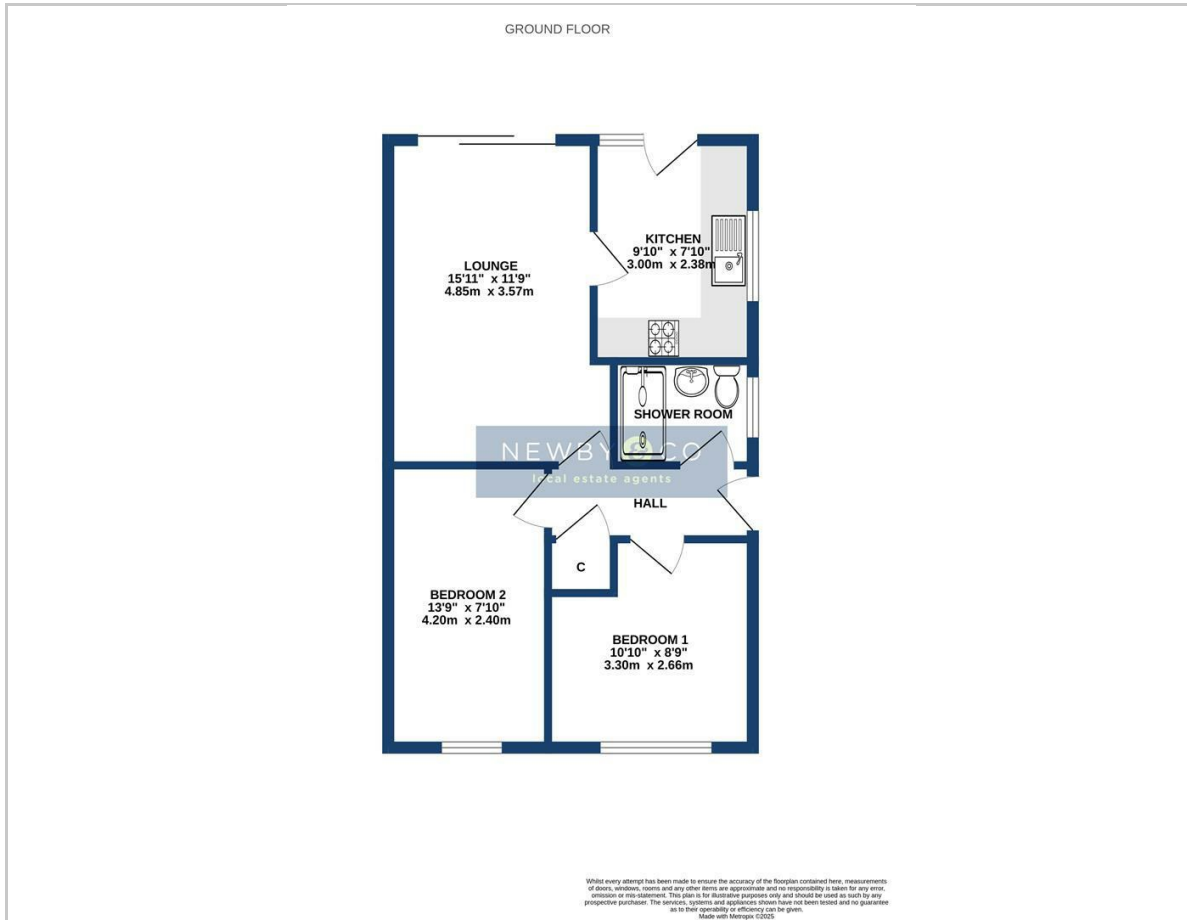 GROUND FLOOR
KITCHEN
9'10" x 7'10"
3.00m x 2.38m
LOUNGE
15'11" x 11'9"
4.85m x 3.57m
SHOWER ROOM
NEWBY & CO
local estate agents
HALL
C
BEDROOM 2
13'9" x 7'10"
4.20m x 2.40m
BEDROOM 1
10'10" x 8'9"
3.30m x 2.66m
Whilst every attempt has been made to ensure the accuracy of the floorplan contained here, measurements
of doors, windows, rooms and any other items are approximate and no responsibility is taken for any error,
omission or mis-statement. This plan is for illustrative purposes only and should be used as such by any
prospective purchaser. The services, systems and appliances shown have not been tested and no guarantee
as to their operability or efficiency can be given.
Made with Metropix ©2025